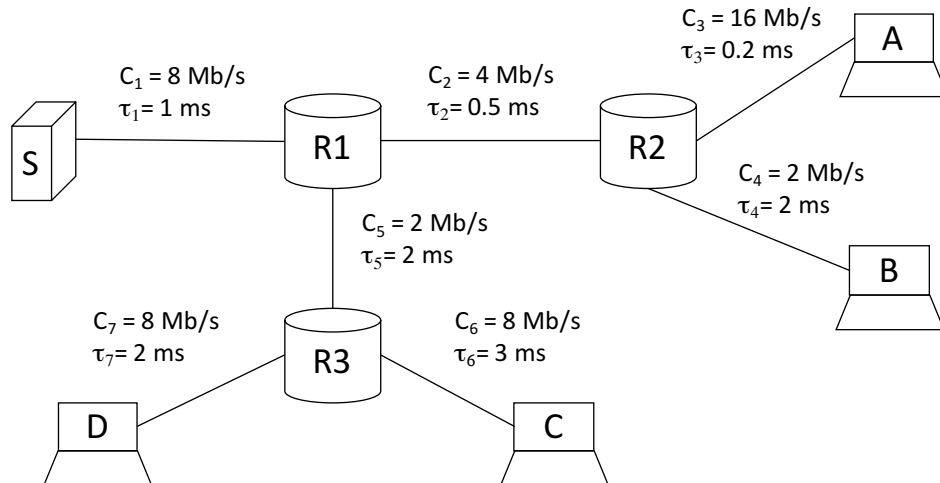 C₃ = 16 Mb/s
τ₃= 0.2 ms
A
C₁ = 8 Mb/s
τ₁= 1 ms
C₂ = 4 Mb/s
τ₂= 0.5 ms
S
R1
R2
C₄ = 2 Mb/s
τ₄= 2 ms
C₅ = 2 Mb/s
τ₅= 2 ms
B
C₇ = 8 Mb/s
τ₇= 2 ms
C₆ = 8 Mb/s
τ₆= 3 ms
R3
D
C